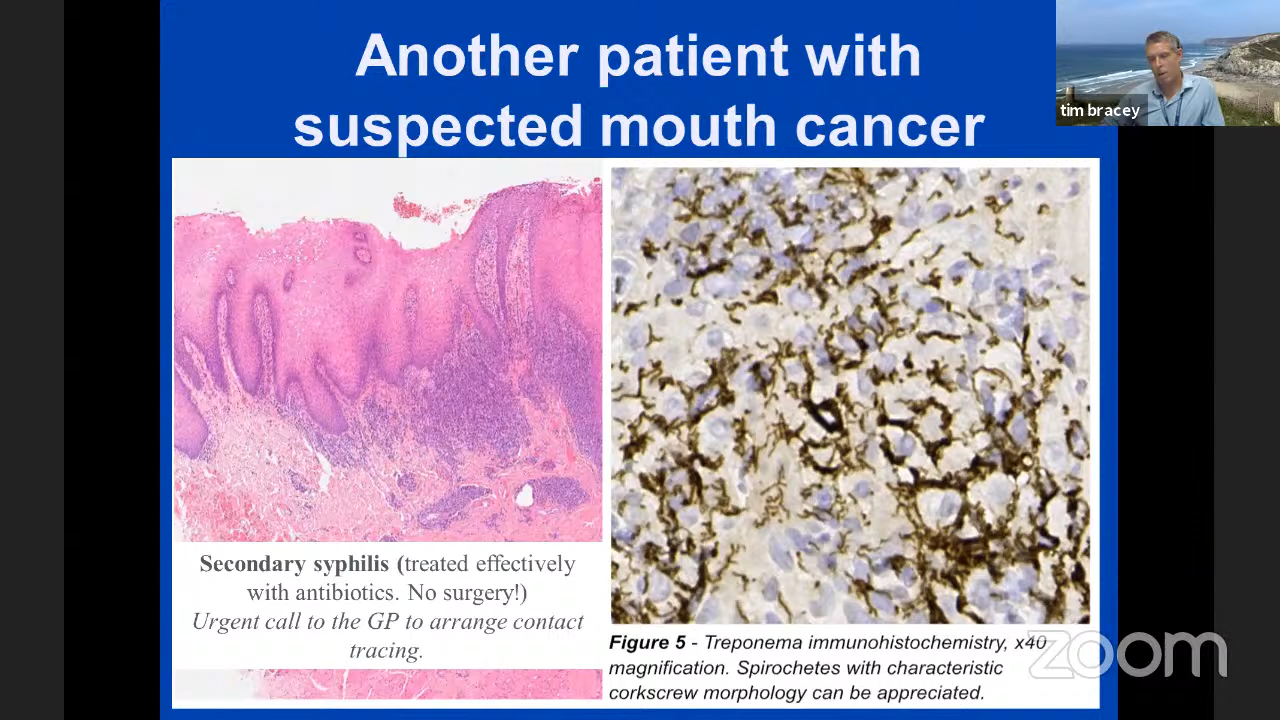 Another patient with
suspected mouth cancer
tim bracey
Secondary syphilis (treated effectively
with antibiotics. No surgery!)
Urgent call to the GP to arrange contact
tracing.
Figure 5 - Treponema immunohistochemistry, x40
magnification. Spirochetes with characteristic
corkscrew morphology can be appreciated.
zoom